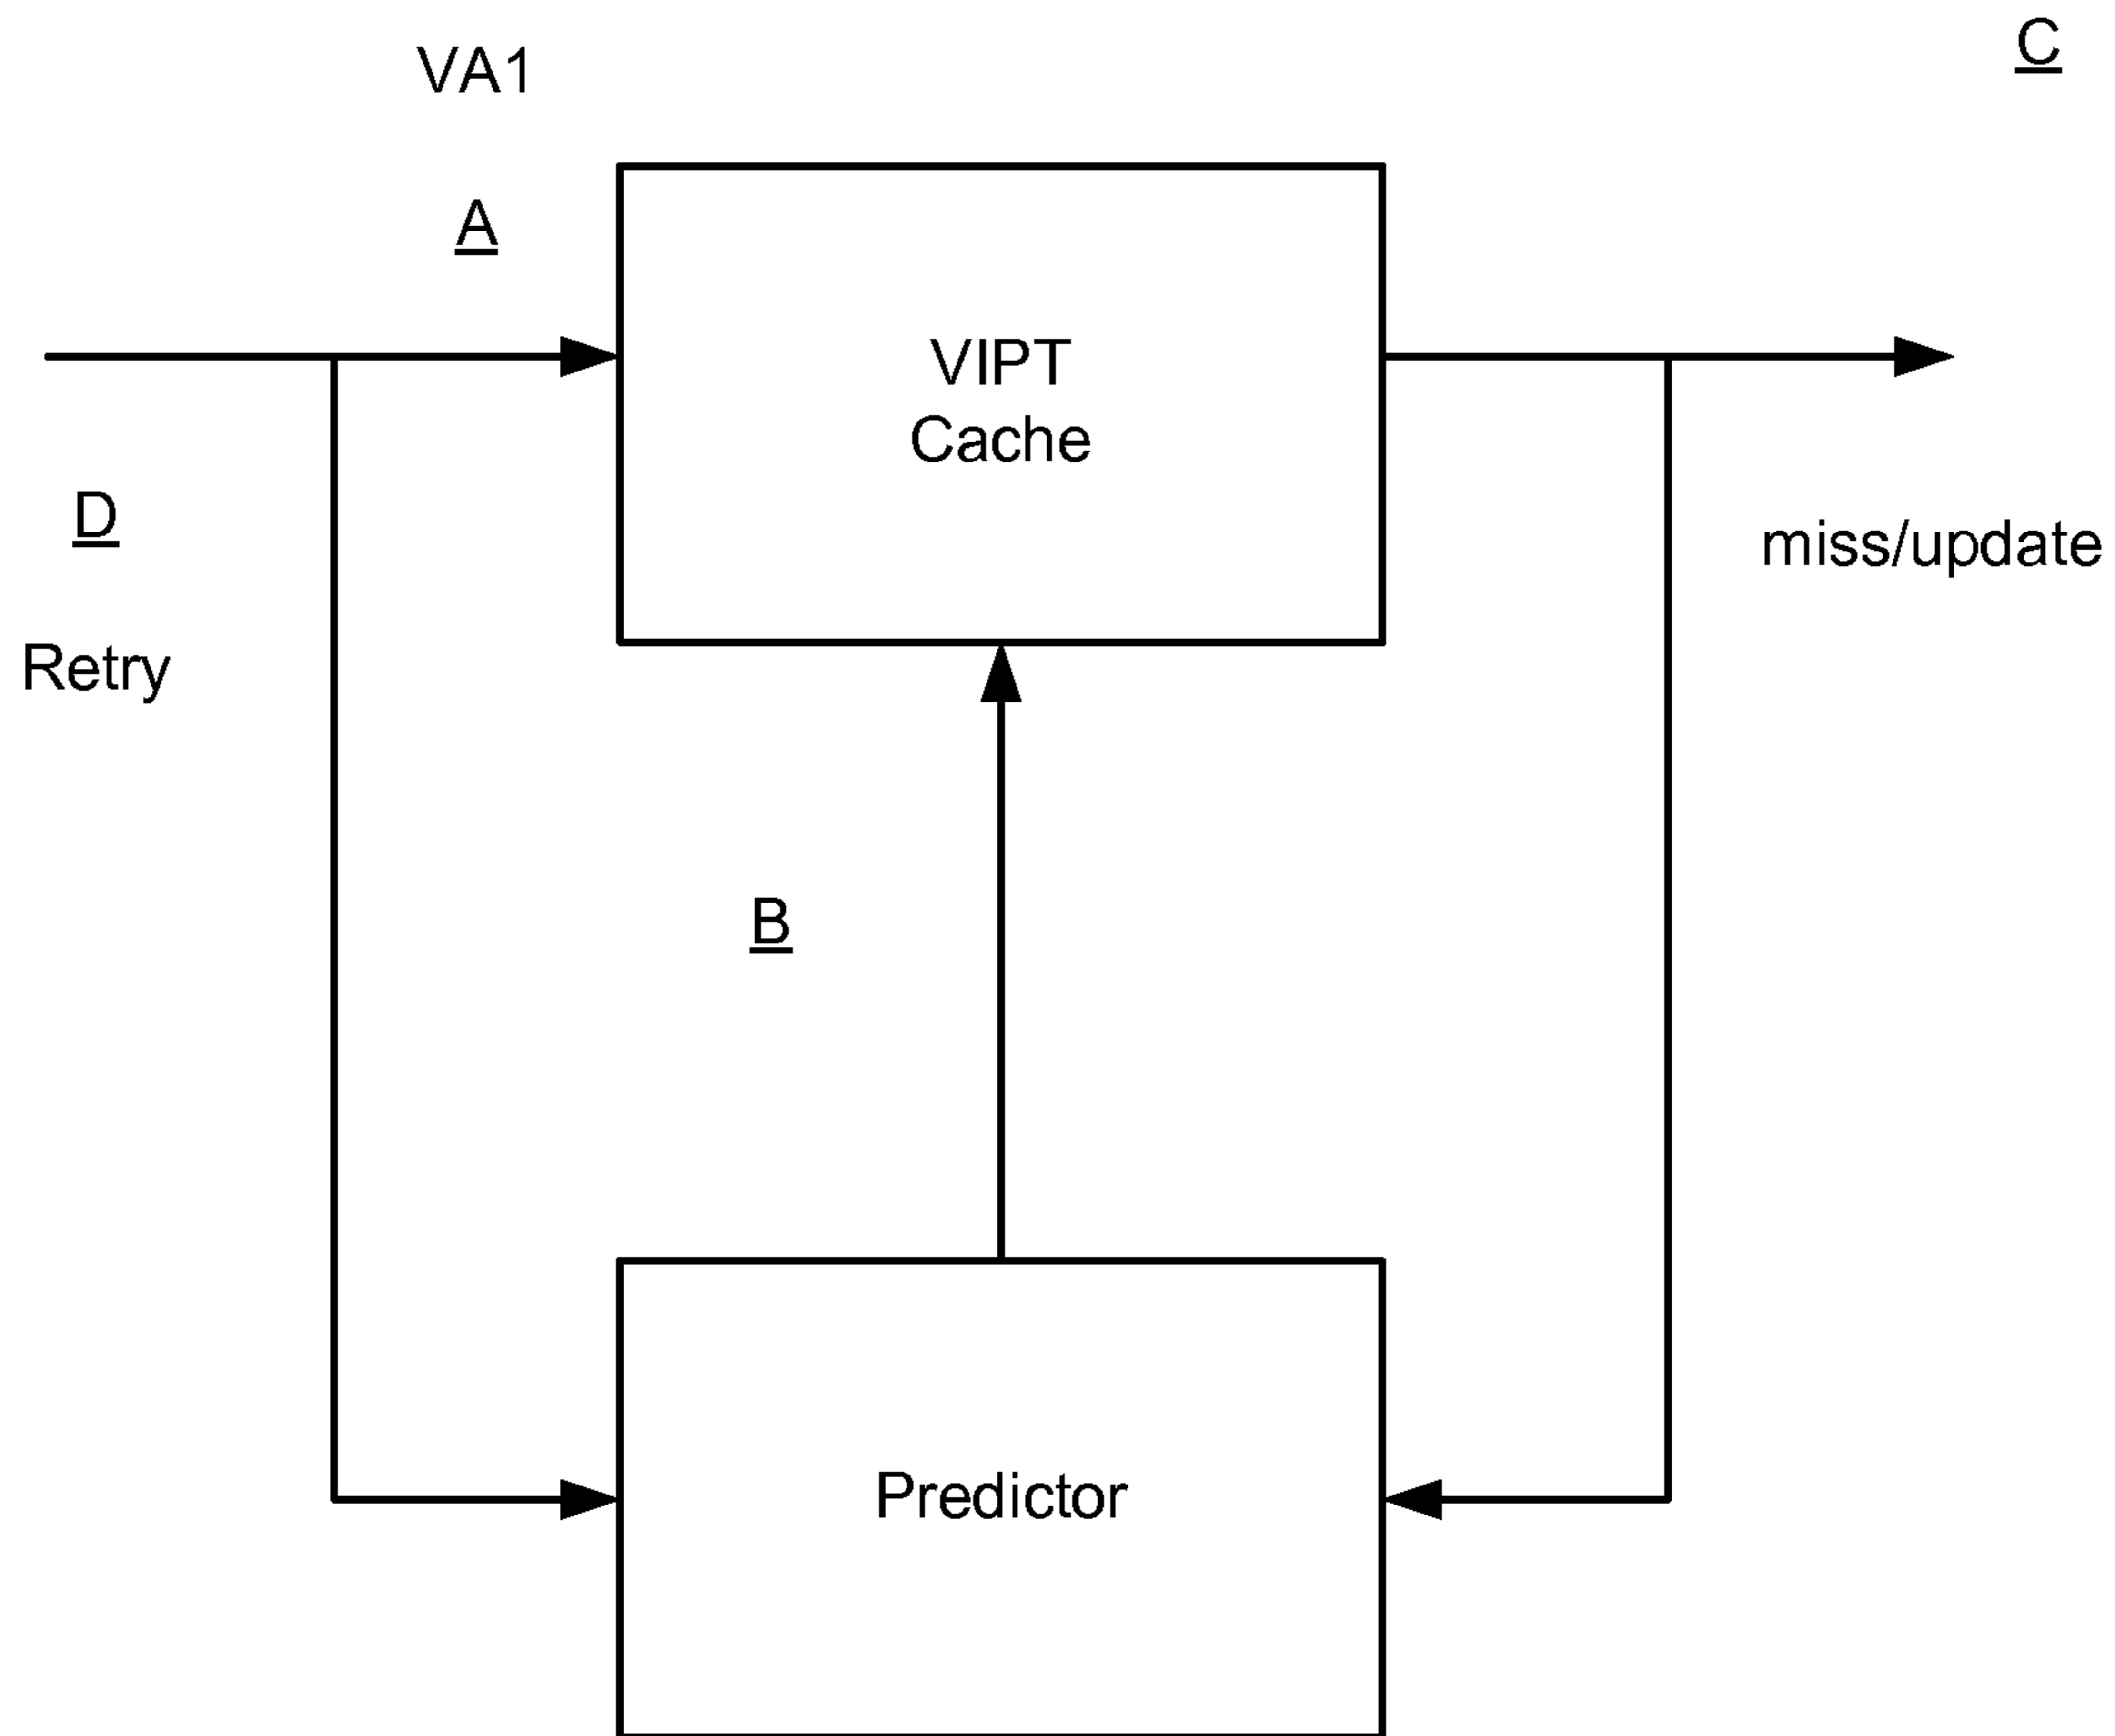 C
VA1
A
VIPT
Cache
D
miss/update
Retry
B
Predictor